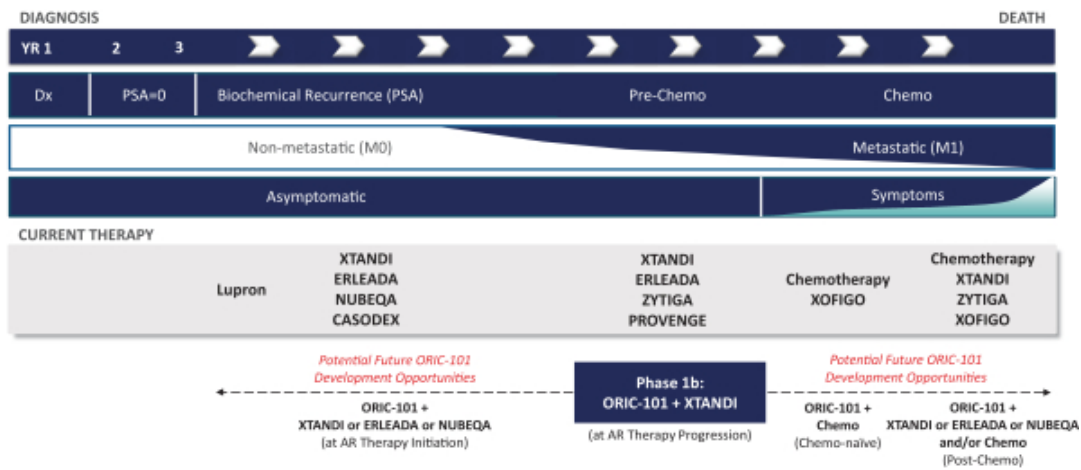 DIAGNOSIS DEATH
YR 1 2 3
Dx PSA=0 Biochemical Recurrence (PSA) Pre-Chemo Chemo
Non-metastatic (M0) Metastatic (M1)
Asymptomatic Symptoms
CURRENT THERAPY
Lupron
XTANDI
ERLEADA
NUBEQA
CASODEX
XTANDI
ERLEADA
ZYTIGA
PROVENGE
Chemotherapy
XOFIGO
Chemotherapy
XTANDI
ZYTIGA
XOFIGO
Potential Future ORIC-101
Development Opportunities
ORIC-101 +
XTANDI or ERLEADA or NUBEQA
(at AR Therapy Initiation)
Phase 1b:
ORIC-101 + XTANDI
(at AR Therapy Progression)
Potential Future ORIC-101
Development Opportunities
ORIC-101 +
Chemo
(Chemo-naïve)
ORIC-101 +
XTANDI or ERLEADA or NUBEQA
and/or Chemo
(Post-Chemo)